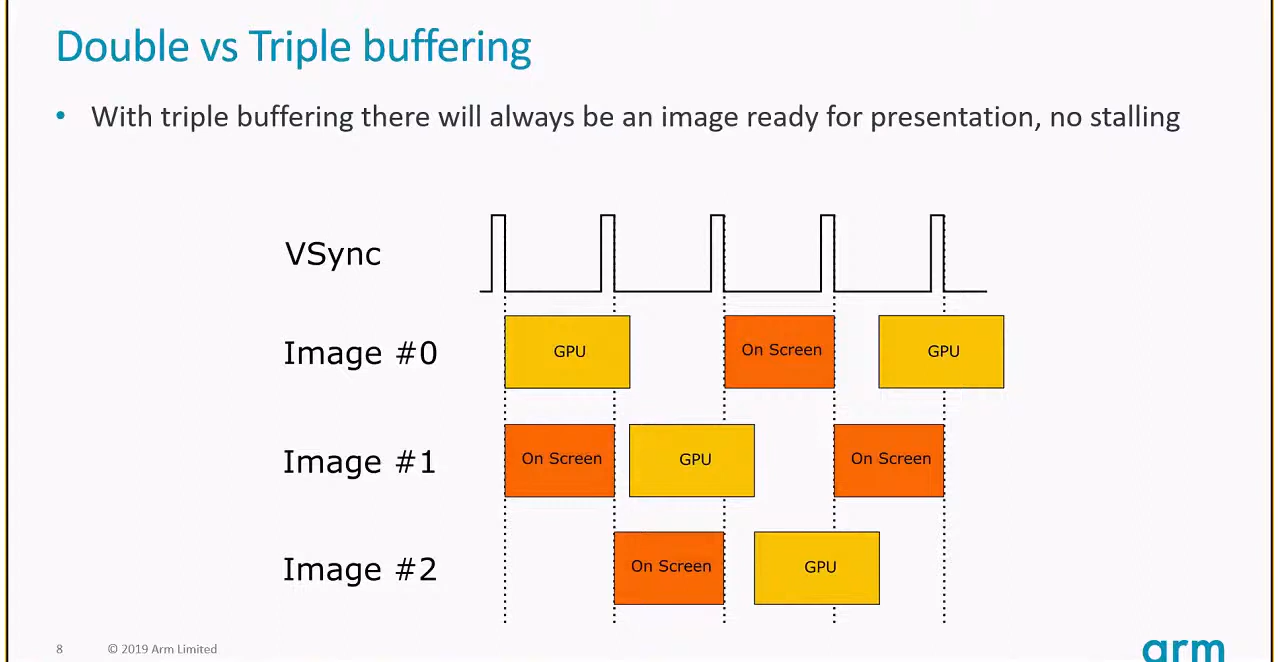 Double vs Triple buffering
• With triple buffering there will always be an image ready for presentation, no stalling
VSync
Image #0
GPU
On Screen
GPU
Image #1
On Screen
GPU
On Screen
Image #2
On Screen
GPU
8
© 2019 Arm Limited
arm